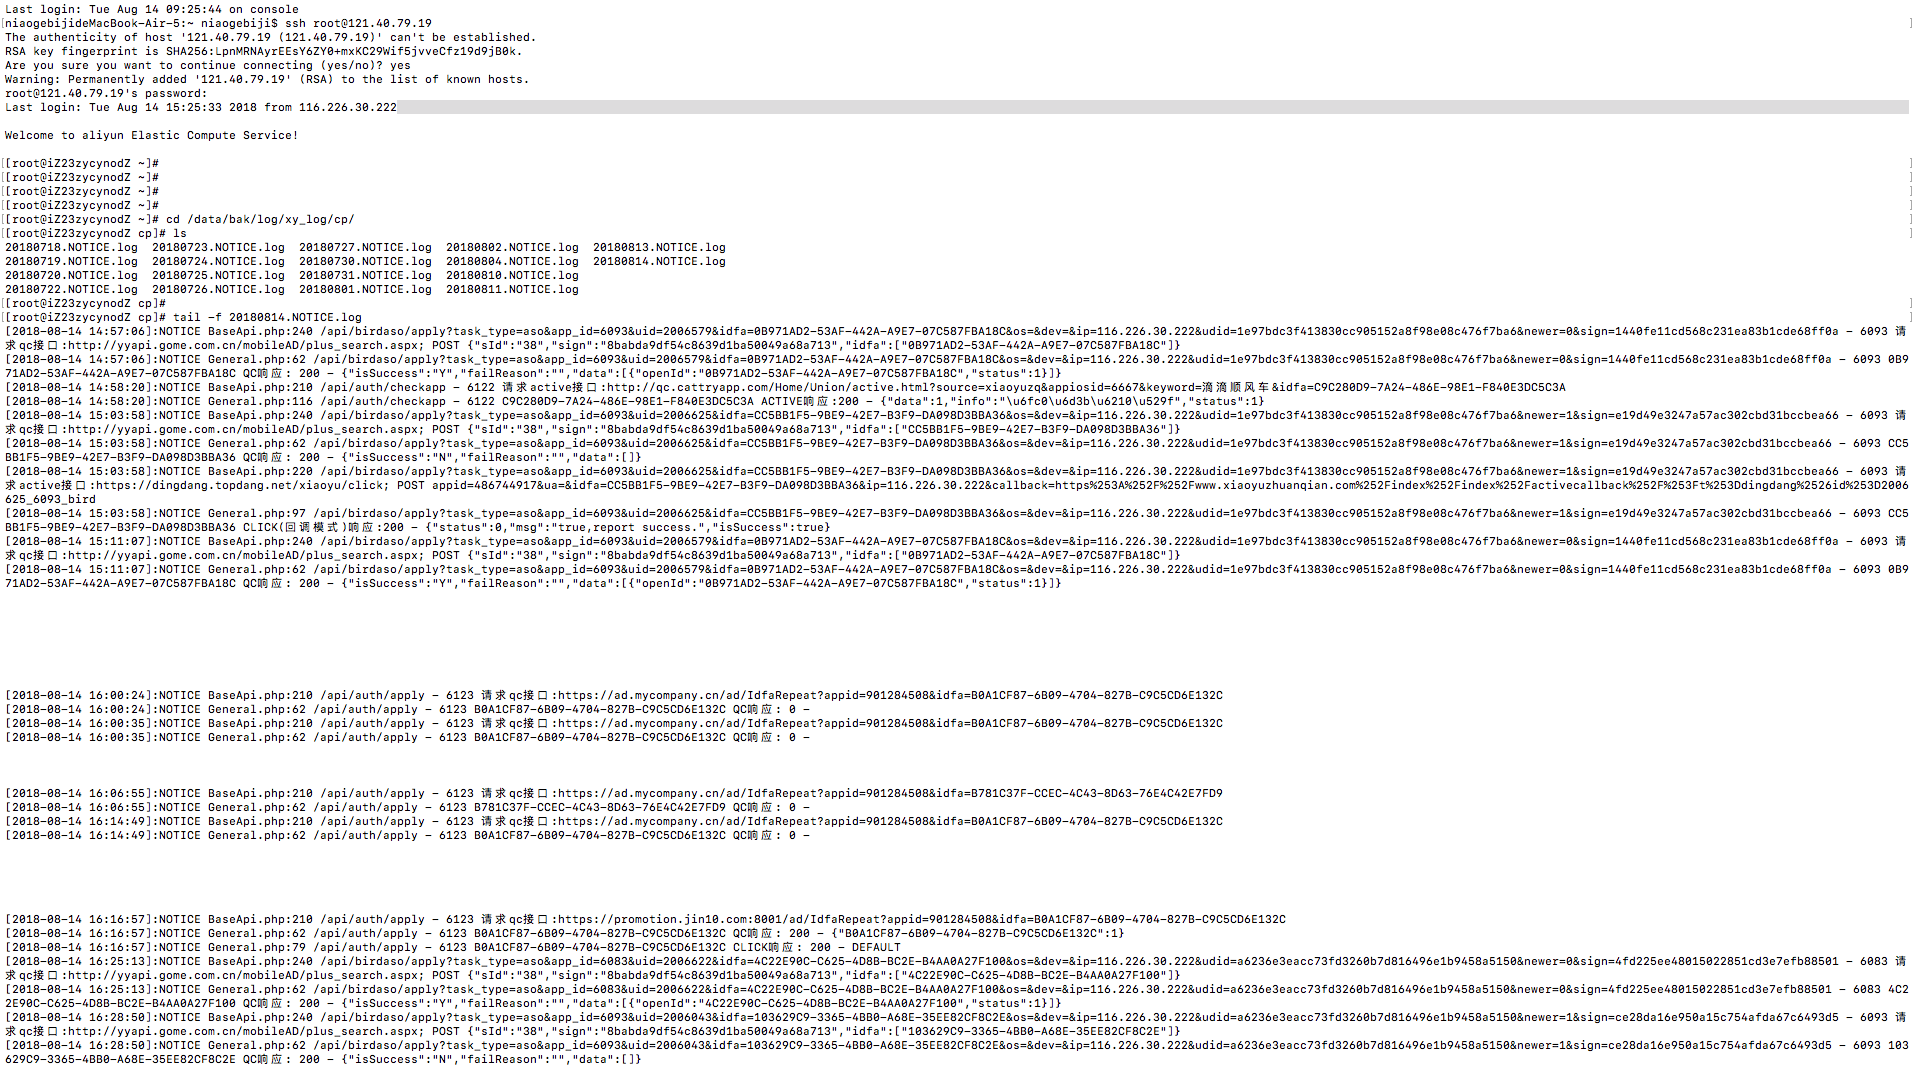 Last login: Tue Aug 14 09:25:44 on console
[niaogebijideMacBook-Air-5:~ niaogebiji$ ssh root@121.40.79.19 ]
The authenticity of host '121.40.79.19 (121.40.79.19)' can't be established.
RSA key fingerprint is SHA256:LpnMRNAyrEEsY6ZY0+mxKC29Wif5jvveCfz19d9jB0k.
Are you sure you want to continue connecting (yes/no)? yes
Warning: Permanently added '121.40.79.19' (RSA) to the list of known hosts.
root@121.40.79.19's password:
Last login: Tue Aug 14 15:25:33 2018 from 116.226.30.222
Welcome to aliyun Elastic Compute Service!
[[root@iZ23zycynodZ ~]# ]
[[root@iZ23zycynodZ ~]# ]
[[root@iZ23zycynodZ ~]# ]
[[root@iZ23zycynodZ ~]# ]
[[root@iZ23zycynodZ ~]# cd /data/bak/log/xy_log/cp/ ]
[[root@iZ23zycynodZ cp]# ls ]
20180718.NOTICE.log  20180723.NOTICE.log  20180727.NOTICE.log  20180802.NOTICE.log  20180813.NOTICE.log
20180719.NOTICE.log  20180724.NOTICE.log  20180730.NOTICE.log  20180804.NOTICE.log  20180814.NOTICE.log
20180720.NOTICE.log  20180725.NOTICE.log  20180731.NOTICE.log  20180810.NOTICE.log
20180722.NOTICE.log  20180726.NOTICE.log  20180801.NOTICE.log  20180811.NOTICE.log
[[root@iZ23zycynodZ cp]# ]
[[root@iZ23zycynodZ cp]# tail -f 20180814.NOTICE.log ]
[2018-08-14 14:57:06]:NOTICE BaseApi.php:240 /api/birdaso/apply?task_type=aso&app_id=6093&uid=2006579&idfa=0B971AD2-53AF-442A-A9E7-07C587FBA18C&os=&dev=&ip=116.226.30.222&udid=1e97bdc3f413830cc905152a8f98e08c476f7ba6&newer=0&sign=1440fe11cd568c231ea83b1cde68ff0a - 6093 请
求qc接口:http://yyapi.gome.com.cn/mobileAD/plus_search.aspx; POST {"sId":"38","sign":"8babda9df54c8639d1ba50049a68a713","idfa":["0B971AD2-53AF-442A-A9E7-07C587FBA18C"]}
[2018-08-14 14:57:06]:NOTICE General.php:62 /api/birdaso/apply?task_type=aso&app_id=6093&uid=2006579&idfa=0B971AD2-53AF-442A-A9E7-07C587FBA18C&os=&dev=&ip=116.226.30.222&udid=1e97bdc3f413830cc905152a8f98e08c476f7ba6&newer=0&sign=1440fe11cd568c231ea83b1cde68ff0a - 6093 0B9
71AD2-53AF-442A-A9E7-07C587FBA18C QC响应: 200 - {"isSuccess":"Y","failReason":"","data":[{"openId":"0B971AD2-53AF-442A-A9E7-07C587FBA18C","status":1}]}
[2018-08-14 14:58:20]:NOTICE BaseApi.php:210 /api/auth/checkapp - 6122 请求active接口:http://qc.cattryapp.com/Home/Union/active.html?source=xiaoyuzq&appiosid=6667&keyword=滴滴顺风车&idfa=C9C280D9-7A24-486E-98E1-F840E3DC5C3A
[2018-08-14 14:58:20]:NOTICE General.php:116 /api/auth/checkapp - 6122 C9C280D9-7A24-486E-98E1-F840E3DC5C3A ACTIVE响应:200 - {"data":1,"info":"\u6fc0\u6d3b\u6210\u529f","status":1}
[2018-08-14 15:03:58]:NOTICE BaseApi.php:240 /api/birdaso/apply?task_type=aso&app_id=6093&uid=2006625&idfa=CC5BB1F5-9BE9-42E7-B3F9-DA098D3BBA36&os=&dev=&ip=116.226.30.222&udid=1e97bdc3f413830cc905152a8f98e08c476f7ba6&newer=1&sign=e19d49e3247a57ac302cbd31bccbea66 - 6093 请
求qc接口:http://yyapi.gome.com.cn/mobileAD/plus_search.aspx; POST {"sId":"38","sign":"8babda9df54c8639d1ba50049a68a713","idfa":["CC5BB1F5-9BE9-42E7-B3F9-DA098D3BBA36"]}
[2018-08-14 15:03:58]:NOTICE General.php:62 /api/birdaso/apply?task_type=aso&app_id=6093&uid=2006625&idfa=CC5BB1F5-9BE9-42E7-B3F9-DA098D3BBA36&os=&dev=&ip=116.226.30.222&udid=1e97bdc3f413830cc905152a8f98e08c476f7ba6&newer=1&sign=e19d49e3247a57ac302cbd31bccbea66 - 6093 CC5
BB1F5-9BE9-42E7-B3F9-DA098D3BBA36 QC响应: 200 - {"isSuccess":"N","failReason":"","data":[]}
[2018-08-14 15:03:58]:NOTICE BaseApi.php:220 /api/birdaso/apply?task_type=aso&app_id=6093&uid=2006625&idfa=CC5BB1F5-9BE9-42E7-B3F9-DA098D3BBA36&os=&dev=&ip=116.226.30.222&udid=1e97bdc3f413830cc905152a8f98e08c476f7ba6&newer=1&sign=e19d49e3247a57ac302cbd31bccbea66 - 6093 请
求active接口:https://dingdang.topdang.net/xiaoyu/click; POST appid=486744917&ua=&idfa=CC5BB1F5-9BE9-42E7-B3F9-DA098D3BBA36&ip=116.226.30.222&callback=https%253A%252F%252Fwww.xiaoyuzhuanqian.com%252Findex%252Findex%252Factivecallback%252F%253Ft%253Ddingdang%2526id%253D2006
625_6093_bird
[2018-08-14 15:03:58]:NOTICE General.php:97 /api/birdaso/apply?task_type=aso&app_id=6093&uid=2006625&idfa=CC5BB1F5-9BE9-42E7-B3F9-DA098D3BBA36&os=&dev=&ip=116.226.30.222&udid=1e97bdc3f413830cc905152a8f98e08c476f7ba6&newer=1&sign=e19d49e3247a57ac302cbd31bccbea66 - 6093 CC5
BB1F5-9BE9-42E7-B3F9-DA098D3BBA36 CLICK(回调模式)响应:200 - {"status":0,"msg":"true,report success.","isSuccess":true}
[2018-08-14 15:11:07]:NOTICE BaseApi.php:240 /api/birdaso/apply?task_type=aso&app_id=6093&uid=2006579&idfa=0B971AD2-53AF-442A-A9E7-07C587FBA18C&os=&dev=&ip=116.226.30.222&udid=1e97bdc3f413830cc905152a8f98e08c476f7ba6&newer=0&sign=1440fe11cd568c231ea83b1cde68ff0a - 6093 请
求qc接口:http://yyapi.gome.com.cn/mobileAD/plus_search.aspx; POST {"sId":"38","sign":"8babda9df54c8639d1ba50049a68a713","idfa":["0B971AD2-53AF-442A-A9E7-07C587FBA18C"]}
[2018-08-14 15:11:07]:NOTICE General.php:62 /api/birdaso/apply?task_type=aso&app_id=6093&uid=2006579&idfa=0B971AD2-53AF-442A-A9E7-07C587FBA18C&os=&dev=&ip=116.226.30.222&udid=1e97bdc3f413830cc905152a8f98e08c476f7ba6&newer=0&sign=1440fe11cd568c231ea83b1cde68ff0a - 6093 0B9
71AD2-53AF-442A-A9E7-07C587FBA18C QC响应: 200 - {"isSuccess":"Y","failReason":"","data":[{"openId":"0B971AD2-53AF-442A-A9E7-07C587FBA18C","status":1}]}
[2018-08-14 16:00:24]:NOTICE BaseApi.php:210 /api/auth/apply - 6123 请求qc接口:https://ad.mycompany.cn/ad/IdfaRepeat?appid=901284508&idfa=B0A1CF87-6B09-4704-827B-C9C5CD6E132C
[2018-08-14 16:00:24]:NOTICE General.php:62 /api/auth/apply - 6123 B0A1CF87-6B09-4704-827B-C9C5CD6E132C QC响应: 0 -
[2018-08-14 16:00:35]:NOTICE BaseApi.php:210 /api/auth/apply - 6123 请求qc接口:https://ad.mycompany.cn/ad/IdfaRepeat?appid=901284508&idfa=B0A1CF87-6B09-4704-827B-C9C5CD6E132C
[2018-08-14 16:00:35]:NOTICE General.php:62 /api/auth/apply - 6123 B0A1CF87-6B09-4704-827B-C9C5CD6E132C QC响应: 0 -
[2018-08-14 16:06:55]:NOTICE BaseApi.php:210 /api/auth/apply - 6123 请求qc接口:https://ad.mycompany.cn/ad/IdfaRepeat?appid=901284508&idfa=B781C37F-CCEC-4C43-8D63-76E4C42E7FD9
[2018-08-14 16:06:55]:NOTICE General.php:62 /api/auth/apply - 6123 B781C37F-CCEC-4C43-8D63-76E4C42E7FD9 QC响应: 0 -
[2018-08-14 16:14:49]:NOTICE BaseApi.php:210 /api/auth/apply - 6123 请求qc接口:https://ad.mycompany.cn/ad/IdfaRepeat?appid=901284508&idfa=B0A1CF87-6B09-4704-827B-C9C5CD6E132C
[2018-08-14 16:14:49]:NOTICE General.php:62 /api/auth/apply - 6123 B0A1CF87-6B09-4704-827B-C9C5CD6E132C QC响应: 0 -
[2018-08-14 16:16:57]:NOTICE BaseApi.php:210 /api/auth/apply - 6123 请求qc接口:https://promotion.jin10.com:8001/ad/IdfaRepeat?appid=901284508&idfa=B0A1CF87-6B09-4704-827B-C9C5CD6E132C
[2018-08-14 16:16:57]:NOTICE General.php:62 /api/auth/apply - 6123 B0A1CF87-6B09-4704-827B-C9C5CD6E132C QC响应: 200 - {"B0A1CF87-6B09-4704-827B-C9C5CD6E132C":1}
[2018-08-14 16:16:57]:NOTICE General.php:79 /api/auth/apply - 6123 B0A1CF87-6B09-4704-827B-C9C5CD6E132C CLICK响应: 200 - DEFAULT
[2018-08-14 16:25:13]:NOTICE BaseApi.php:240 /api/birdaso/apply?task_type=aso&app_id=6083&uid=2006622&idfa=4C22E90C-C625-4D8B-BC2E-B4AA0A27F100&os=&dev=&ip=116.226.30.222&udid=a6236e3eacc73fd3260b7d816496e1b9458a5150&newer=0&sign=4fd225ee48015022851cd3e7efb88501 - 6083 请
求qc接口:http://yyapi.gome.com.cn/mobileAD/plus_search.aspx; POST {"sId":"38","sign":"8babda9df54c8639d1ba50049a68a713","idfa":["4C22E90C-C625-4D8B-BC2E-B4AA0A27F100"]}
[2018-08-14 16:25:13]:NOTICE General.php:62 /api/birdaso/apply?task_type=aso&app_id=6083&uid=2006622&idfa=4C22E90C-C625-4D8B-BC2E-B4AA0A27F100&os=&dev=&ip=116.226.30.222&udid=a6236e3eacc73fd3260b7d816496e1b9458a5150&newer=0&sign=4fd225ee48015022851cd3e7efb88501 - 6083 4C2
2E90C-C625-4D8B-BC2E-B4AA0A27F100 QC响应: 200 - {"isSuccess":"Y","failReason":"","data":[{"openId":"4C22E90C-C625-4D8B-BC2E-B4AA0A27F100","status":1}]}
[2018-08-14 16:28:50]:NOTICE BaseApi.php:240 /api/birdaso/apply?task_type=aso&app_id=6093&uid=2006043&idfa=103629C9-3365-4BB0-A68E-35EE82CF8C2E&os=&dev=&ip=116.226.30.222&udid=a6236e3eacc73fd3260b7d816496e1b9458a5150&newer=1&sign=ce28da16e950a15c754afda67c6493d5 - 6093 请
求qc接口:http://yyapi.gome.com.cn/mobileAD/plus_search.aspx; POST {"sId":"38","sign":"8babda9df54c8639d1ba50049a68a713","idfa":["103629C9-3365-4BB0-A68E-35EE82CF8C2E"]}
[2018-08-14 16:28:50]:NOTICE General.php:62 /api/birdaso/apply?task_type=aso&app_id=6093&uid=2006043&idfa=103629C9-3365-4BB0-A68E-35EE82CF8C2E&os=&dev=&ip=116.226.30.222&udid=a6236e3eacc73fd3260b7d816496e1b9458a5150&newer=1&sign=ce28da16e950a15c754afda67c6493d5 - 6093 103
629C9-3365-4BB0-A68E-35EE82CF8C2E QC响应: 200 - {"isSuccess":"N","failReason":"","data":[]}